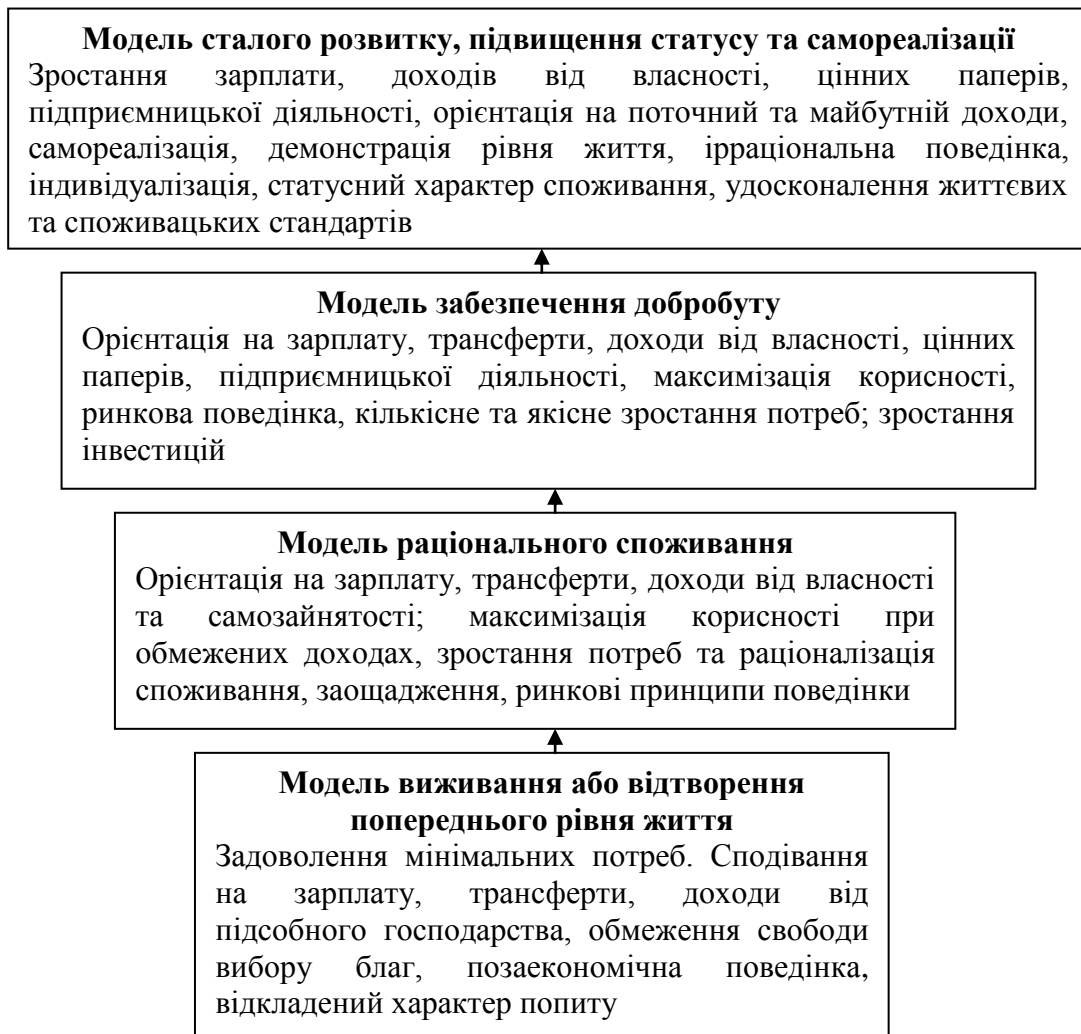 Модель сталого розвитку, підвищення статусу та самореалізації
Зростання зарплати, доходів від власності, цінних паперів,
підприємницької діяльності, орієнтація на поточний та майбутній доходи,
самореалізація, демонстрація рівня життя, ірраціональна поведінка,
індивідуалізація, статусний характер споживання, удосконалення життєвих
та споживацьких стандартів
Модель забезпечення добробуту
Орієнтація на зарплату, трансферти, доходи від власності, цінних
паперів, підприємницької діяльності, максимізація корисності,
ринкова поведінка, кількісне та якісне зростання потреб; зростання
інвестицій
Модель раціонального споживання
Орієнтація на зарплату, трансферти, доходи від власності
та самозайнятості; максимізація корисності при
обмежених доходах, зростання потреб та раціоналізація
споживання, заощадження, ринкові принципи поведінки
Модель виживання або відтворення
попереднього рівня життя
Задоволення мінімальних потреб. Сподівання
на зарплату, трансферти, доходи від
підсобного господарства, обмеження свободи
вибору благ, позаекономічна поведінка,
відкладений характер попиту